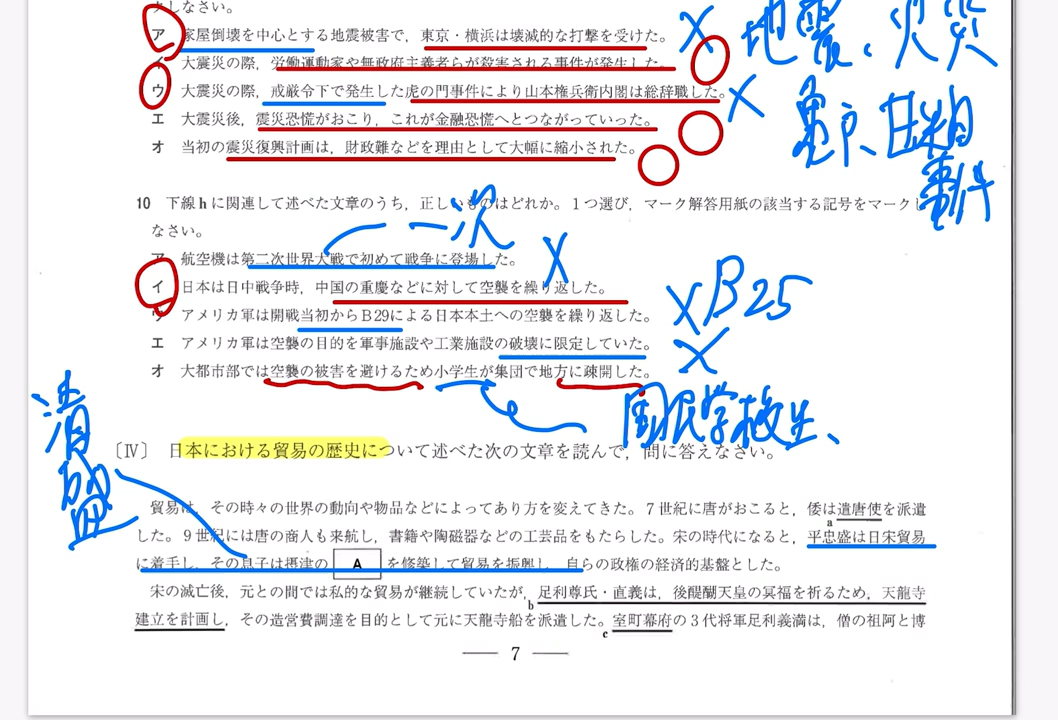 えなさい。
ア 家屋倒壊を中心とする地震被害で，東京・横浜は壊滅的な打撃を受けた。 × 地震、火災
イ 大震災の際，労働運動家や無政府主義者らが殺害される事件が発生した。
ウ 大震災の際，戒厳令下で発生した虎の門事件により山本権兵衛内閣は総辞職した。 ×
エ 大震災後，震災恐慌がおこり，これが金融恐慌へとつながっていった。 亀戸、甘粕
事件
オ 当初の震災復興計画は，財政難などを理由として大幅に縮小された。
10 下線hに関連して述べた文章のうち，正しいものはどれか。１つ選び，マーク解答用紙の該当する記号をマークし
なさい。
一次
ア 航空機は第二次世界大戦で初めて戦争に登場した。 ×
イ 日本は日中戦争時，中国の重慶などに対して空襲を繰り返した。
ウ アメリカ軍は開戦当初からＢ29による日本本土への空襲を繰り返した。 × B25
エ アメリカ軍は空襲の目的を軍事施設や工業施設の破壊に限定していた。 ×
オ 大都市部では空襲の被害を避けるため小学生が集団で地方に疎開した。
国民学校生、
清盛
〔Ⅳ〕 日本における貿易の歴史について述べた次の文章を読んで，問に答えなさい。
貿易は，その時々の世界の動向や物品などによってあり方を変えてきた。７世紀に唐がおこると，倭は遣唐使を派遣
a
した。９世紀には唐の商人も来航し，書籍や陶磁器などの工芸品をもたらした。宋の時代になると，平忠盛は日宋貿易
に着手し，その息子は摂津の A を修築して貿易を振興し，自らの政権の経済的基盤とした。
宋の滅亡後，元との間では私的な貿易が継続していたが，足利尊氏・直義は，後醍醐天皇の冥福を祈るため，天龍寺
b
建立を計画し，その造営費調達を目的として元に天龍寺船を派遣した。室町幕府の３代将軍足利義満は，僧の祖阿と博
c
7